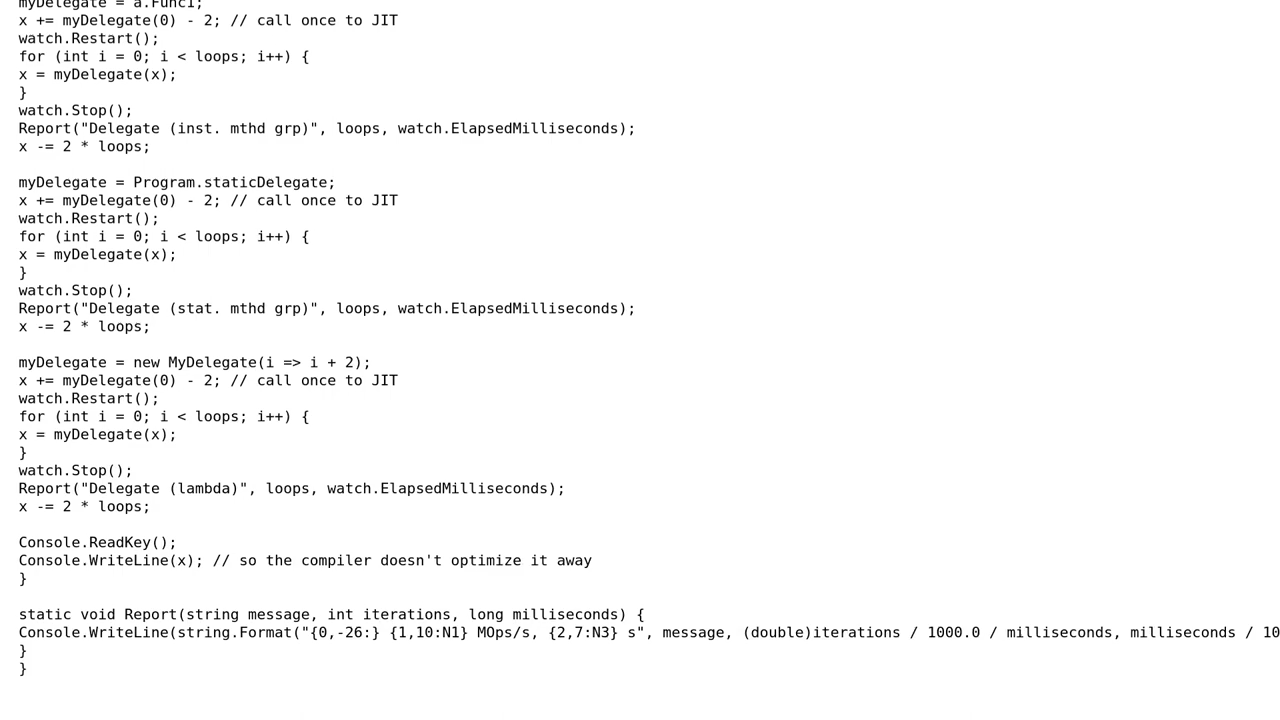 myDelegate = a.Func1;
x += myDelegate(0) - 2; // call once to JIT
watch.Restart();
for (int i = 0; i < loops; i++) {
x = myDelegate(x);
}
watch.Stop();
Report("Delegate (inst. mthd grp)", loops, watch.ElapsedMilliseconds);
x -= 2 * loops;

myDelegate = Program.staticDelegate;
x += myDelegate(0) - 2; // call once to JIT
watch.Restart();
for (int i = 0; i < loops; i++) {
x = myDelegate(x);
}
watch.Stop();
Report("Delegate (stat. mthd grp)", loops, watch.ElapsedMilliseconds);
x -= 2 * loops;

myDelegate = new MyDelegate(i => i + 2);
x += myDelegate(0) - 2; // call once to JIT
watch.Restart();
for (int i = 0; i < loops; i++) {
x = myDelegate(x);
}
watch.Stop();
Report("Delegate (lambda)", loops, watch.ElapsedMilliseconds);
x -= 2 * loops;

Console.ReadKey();
Console.WriteLine(x); // so the compiler doesn't optimize it away
}

static void Report(string message, int iterations, long milliseconds) {
Console.WriteLine(string.Format("{0,-26:} {1,10:N1} MOps/s, {2,7:N3} s", message, (double)iterations / 1000.0 / milliseconds, milliseconds / 10
}
}